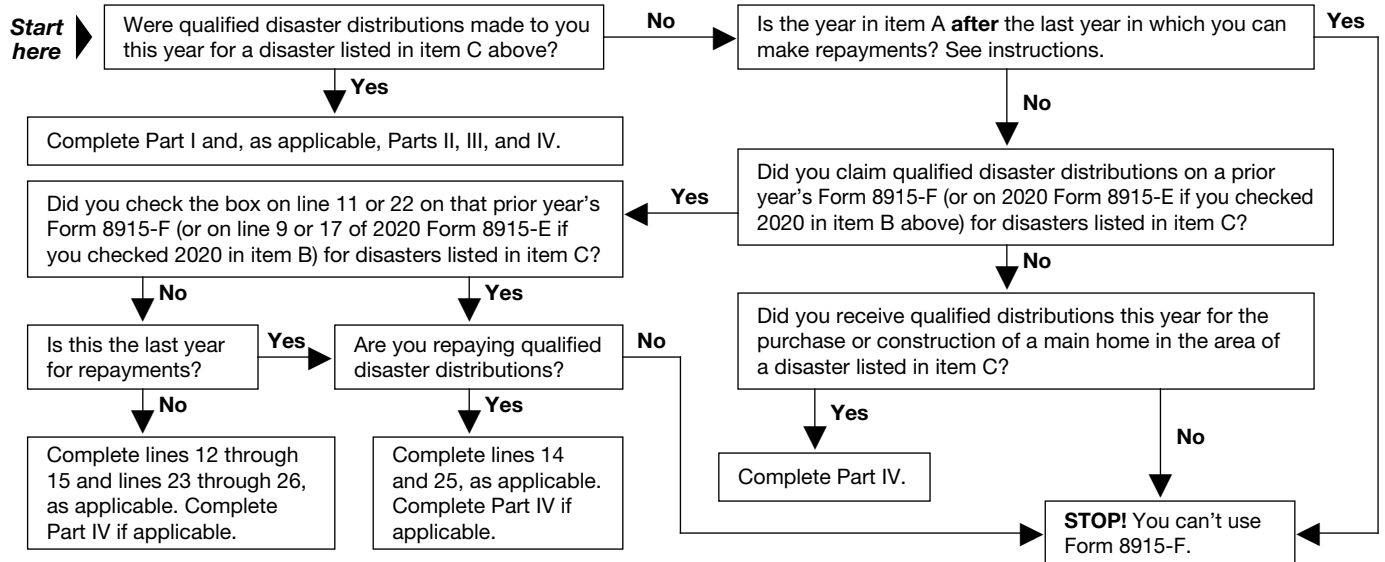 Start
here
Were qualified disaster distributions made to you
this year for a disaster listed in item C above?
No
Is the year in item A after the last year in which you can
make repayments? See instructions.
Yes
Yes
No
Complete Part I and, as applicable, Parts II, III, and IV.
Did you claim qualified disaster distributions on a prior
year's Form 8915-F (or on 2020 Form 8915-E if you checked
2020 in item B above) for disasters listed in item C?
Yes
Did you check the box on line 11 or 22 on that prior year's
Form 8915-F (or on line 9 or 17 of 2020 Form 8915-E if
you checked 2020 in item B) for disasters listed in item C?
No
No
Yes
Did you receive qualified distributions this year for the
purchase or construction of a main home in the area of
a disaster listed in item C?
Is this the last year
for repayments?
Yes
Are you repaying qualified
disaster distributions?
No
No
Yes
Yes
No
Complete lines 12 through
15 and lines 23 through 26,
as applicable. Complete
Part IV if applicable.
Complete lines 14
and 25, as applicable.
Complete Part IV if
applicable.
Complete Part IV.
STOP! You can't use
Form 8915-F.